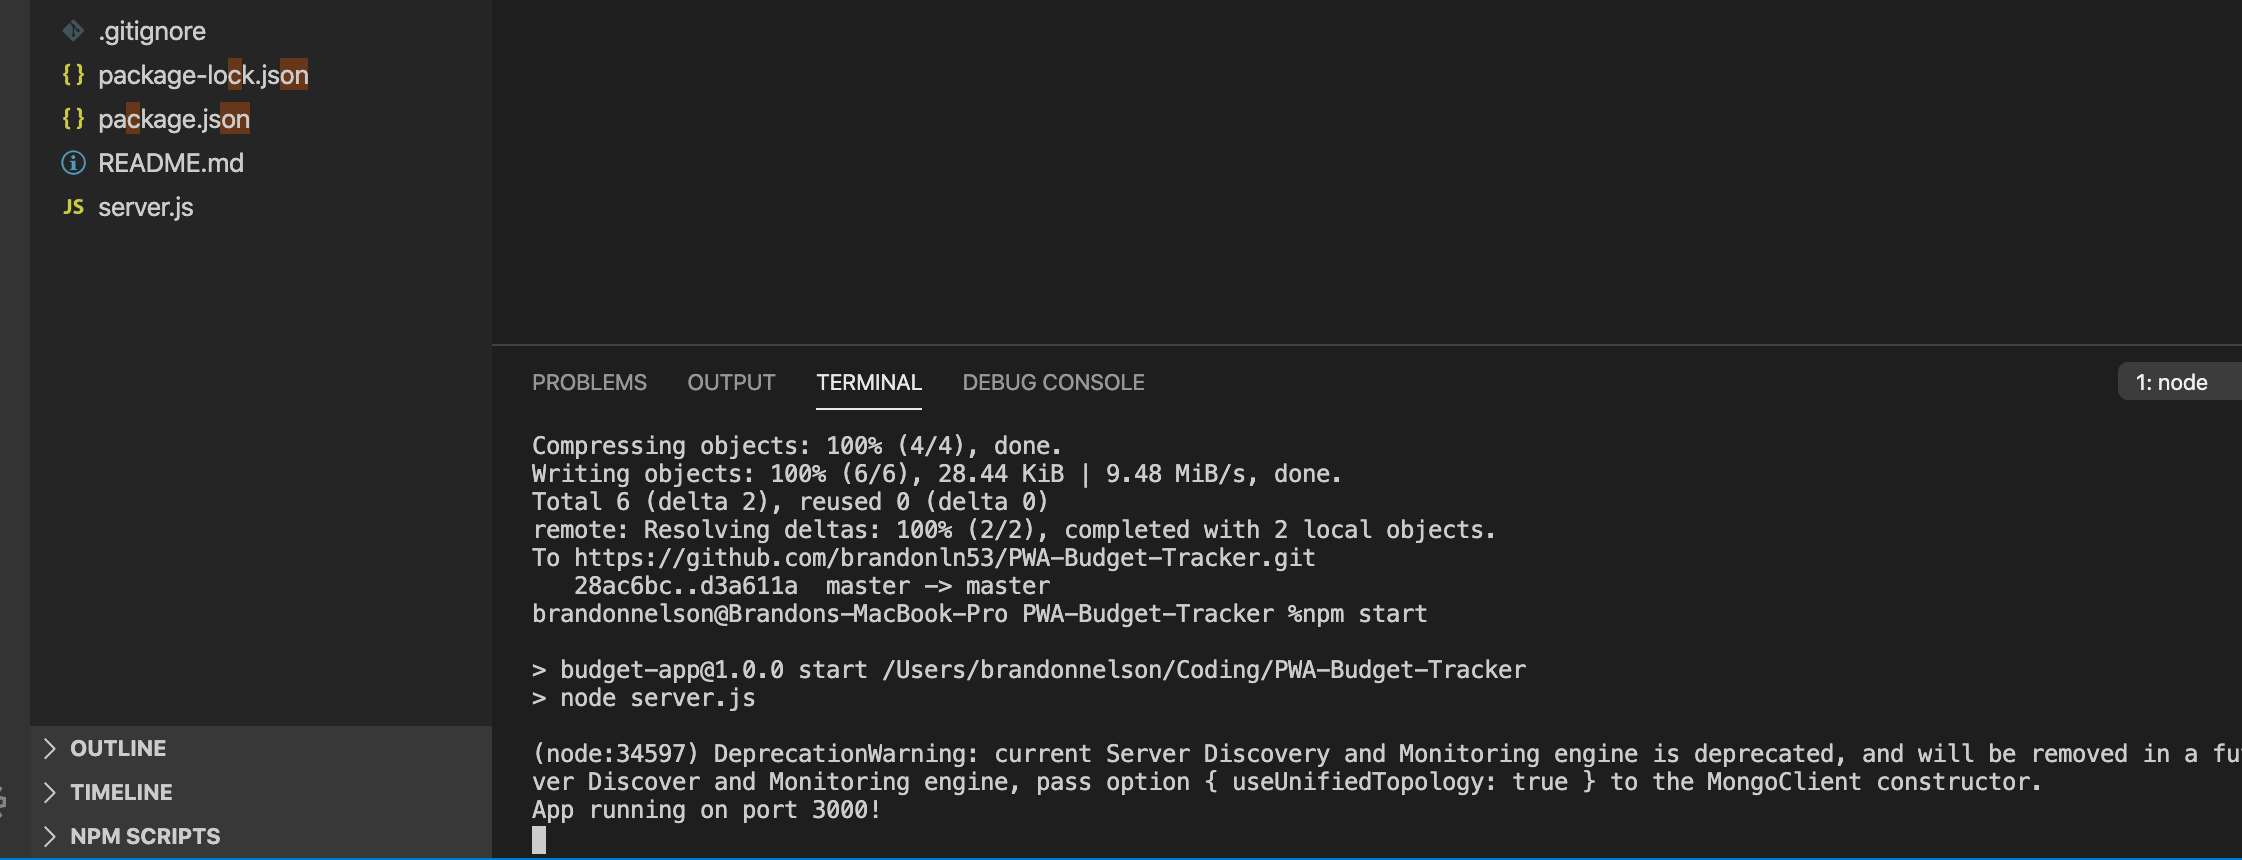 .gitignore
{} package-lock.json
{} package.json
README.md
JS server.js
OUTLINE
TIMELINE
NPM SCRIPTS
PROBLEMS OUTPUT TERMINAL DEBUG CONSOLE
1: node
Compressing objects: 100% (4/4), done.
Writing objects: 100% (6/6), 28.44 KiB | 9.48 MiB/s, done.
Total 6 (delta 2), reused 0 (delta 0)
remote: Resolving deltas: 100% (2/2), completed with 2 local objects.
To https://github.com/brandonln53/PWA-Budget-Tracker.git
   28ac6bc..d3a611a  master -> master
brandonnelson@Brandons-MacBook-Pro PWA-Budget-Tracker %npm start
> budget-app@1.0.0 start /Users/brandonnelson/Coding/PWA-Budget-Tracker
> node server.js
(node:34597) DeprecationWarning: current Server Discovery and Monitoring engine is deprecated, and will be removed in a
ver Discover and Monitoring engine, pass option { useUnifiedTopology: true } to the MongoClient constructor.
App running on port 3000!